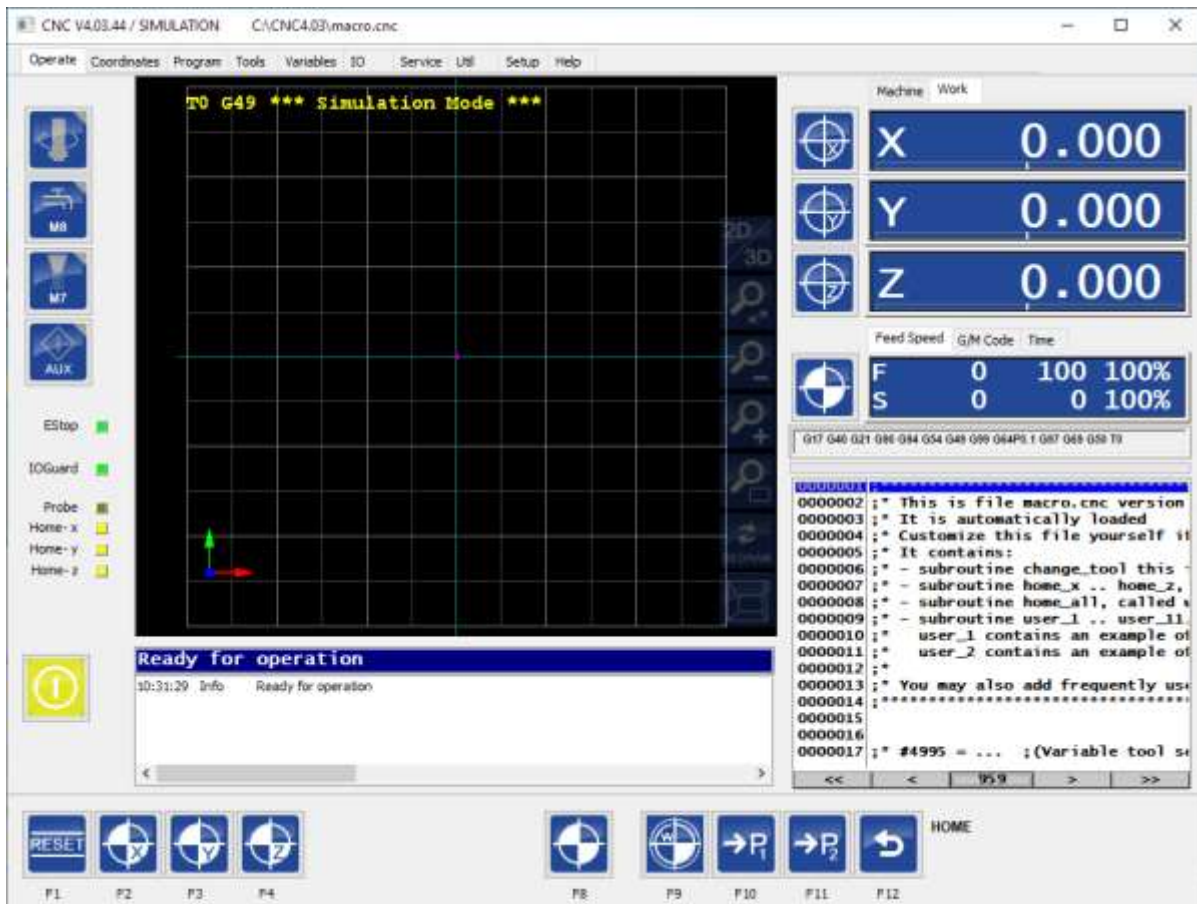 CNC V4.03.44 / SIMULATION C:\CNC4.03\macro.cnc
Operate Coordinates Program Tools Variables IO Service Util Setup Help
T0 G49 *** Simulation Mode ***
Machine Work
X 0.000
Y 0.000
Z 0.000
M8
M7
AUX
2D
3D
Feed Speed G/M Code Time
F 0 100 100%
S 0 0 100%
EStop
IOGuard
Probe
Home-x
Home-y
Home-z
0000001 ;**********************************
0000002 ;* This is file macro.cnc version
0000003 ;* It is automatically loaded
0000004 ;* Customize this file yourself if
0000005 ;* It contains:
0000006 ;* - subroutine change_tool this
0000007 ;* - subroutine home_x .. home_z,
0000008 ;* - subroutine home_all, called
0000009 ;* - subroutine user_1 .. user_11,
0000010 ;* user_1 contains an example of
0000011 ;* user_2 contains an example of
0000012 ;*
0000013 ;* You may also add frequently
0000014 ;**********************************
0000015
0000016
0000017 ;* #4995 = ... ;(Variable tool
<< < 959 > >>
Ready for operation
10:31:29 Info Ready for operation
RESET X Y Z W →P1 →P2 HOME
F1 F2 F3 F4 F8 F9 F10 F11 F12